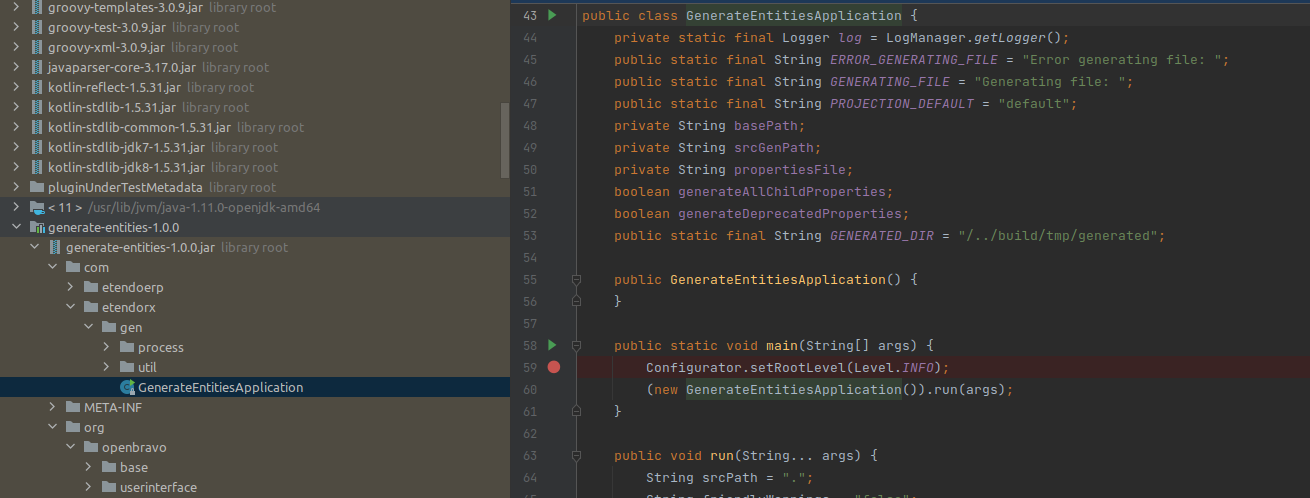 groovy-templates-3.0.9.jar library root
groovy-test-3.0.9.jar library root
groovy-xml-3.0.9.jar library root
javaparser-core-3.17.0.jar library root
kotlin-reflect-1.5.31.jar library root
kotlin-stdlib-1.5.31.jar library root
kotlin-stdlib-common-1.5.31.jar library root
kotlin-stdlib-jdk7-1.5.31.jar library root
kotlin-stdlib-jdk8-1.5.31.jar library root
pluginUnderTestMetadata library root
< 11 > /usr/lib/jvm/java-1.11.0-openjdk-amd64
generate-entities-1.0.0
generate-entities-1.0.0.jar library root
com
etendoerp
etendorx
gen
process
util
GenerateEntitiesApplication
META-INF
org
openbravo
base
userinterface
43 public class GenerateEntitiesApplication {
44 private static final Logger log = LogManager.getLogger();
45 public static final String ERROR_GENERATING_FILE = "Error generating file: ";
46 public static final String GENERATING_FILE = "Generating file: ";
47 public static final String PROJECTION_DEFAULT = "default";
48 private String basePath;
49 private String srcGenPath;
50 private String propertiesFile;
51 boolean generateAllChildProperties;
52 boolean generateDeprecatedProperties;
53 public static final String GENERATED_DIR = "/../build/tmp/generated";
54
55 public GenerateEntitiesApplication() {
56 }
57
58 public static void main(String[] args) {
59 Configurator.setRootLevel(Level.INFO);
60 (new GenerateEntitiesApplication()).run(args);
61 }
62
63 public void run(String... args) {
64 String srcPath = ".";